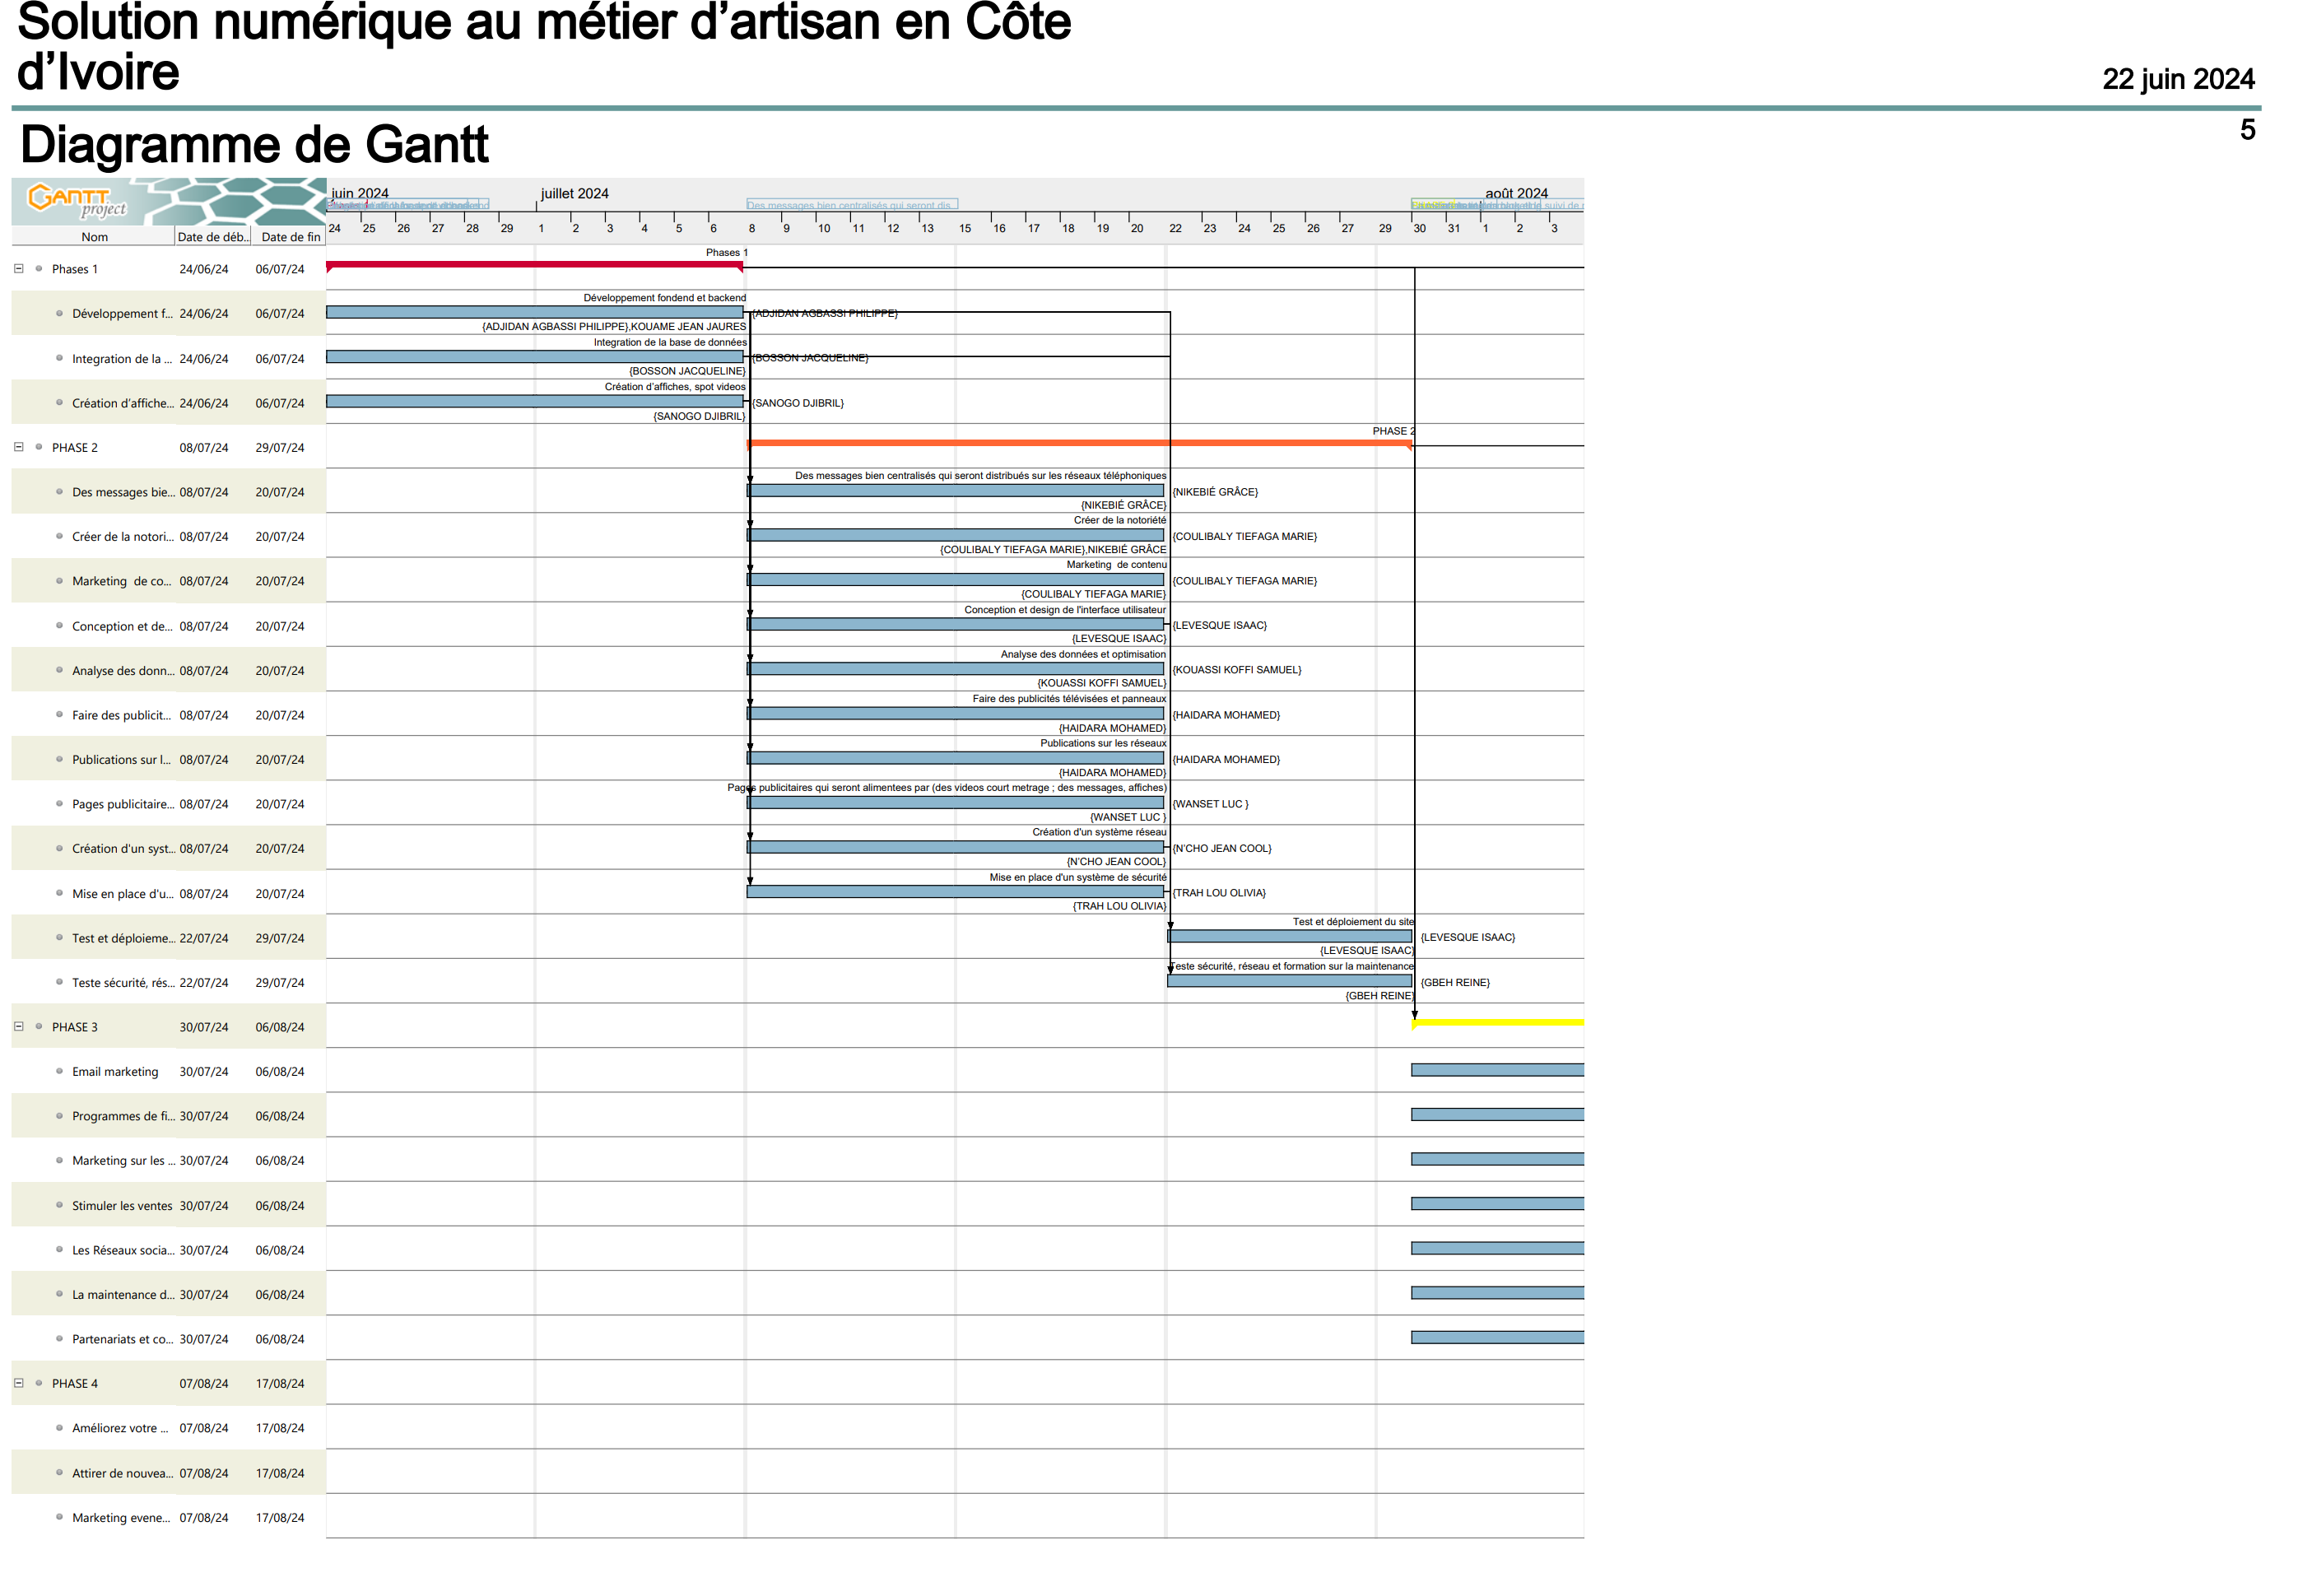 Solution numérique au métier d’artisan en Côte
d’Ivoire
22 juin 2024
Diagramme de Gantt
5
GANTT
project
juin 2024
juillet 2024
août 2024
Des messages bien centralisés qui seront dis...
Nom Date de déb... Date de fin
24 25 26 27 28 29 1 2 3 4 5 6 8 9 10 11 12 13 15 16 17 18 19 20 22 23 24 25 26 27 29 30 31 1 2 3
Phases 1 24/06/24 06/07/24
Phases 1
Développement f... 24/06/24 06/07/24
Développement fondend et backend
{ADJIDAN AGBASSI PHILIPPE}
{ADJIDAN AGBASSI PHILIPPE},KOUAME JEAN JAURES
Integration de la ... 24/06/24 06/07/24
Integration de la base de données
{BOSSON JACQUELINE}
{BOSSON JACQUELINE}
Création d'affiche... 24/06/24 06/07/24
Création d'affiches, spot videos
{SANOGO DJIBRIL}
{SANOGO DJIBRIL}
PHASE 2 08/07/24 29/07/24
PHASE 2
Des messages bie... 08/07/24 20/07/24
Des messages bien centralisés qui seront distribués sur les réseaux téléphoniques
{NIKEBIÉ GRÂCE}
{NIKEBIÉ GRÂCE}
Créer de la notori... 08/07/24 20/07/24
Créer de la notoriété
{COULIBALY TIEFAGA MARIE}
{COULIBALY TIEFAGA MARIE},NIKEBIÉ GRÂCE
Marketing  de co... 08/07/24 20/07/24
Marketing  de contenu
{COULIBALY TIEFAGA MARIE}
{COULIBALY TIEFAGA MARIE}
Conception et de... 08/07/24 20/07/24
Conception et design de l'interface utilisateur
{LEVESQUE ISAAC}
{LEVESQUE ISAAC}
Analyse des donn... 08/07/24 20/07/24
Analyse des données et optimisation
{KOUASSI KOFFI SAMUEL}
{KOUASSI KOFFI SAMUEL}
Faire des publicit... 08/07/24 20/07/24
Faire des publicités télévisées et panneaux
{HAIDARA MOHAMED}
{HAIDARA MOHAMED}
Publications sur l... 08/07/24 20/07/24
Publications sur les réseaux
{HAIDARA MOHAMED}
{HAIDARA MOHAMED}
Pages publicitaire... 08/07/24 20/07/24
Pages publicitaires qui seront alimentees par (des videos court metrage ; des messages, affiches)
{WANSET LUC }
{WANSET LUC }
Création d'un syst... 08/07/24 20/07/24
Création d'un système réseau
{N'CHO JEAN COOL}
{N'CHO JEAN COOL}
Mise en place d'u... 08/07/24 20/07/24
Mise en place d'un système de sécurité
{TRAH LOU OLIVIA}
{TRAH LOU OLIVIA}
Test et déploieme... 22/07/24 29/07/24
Test et déploiement du site
{LEVESQUE ISAAC}
{LEVESQUE ISAAC}
Teste sécurité, rés... 22/07/24 29/07/24
Teste sécurité, réseau et formation sur la maintenance
{GBEH REINE}
{GBEH REINE}
PHASE 3 30/07/24 06/08/24
Email marketing 30/07/24 06/08/24
Programmes de fi... 30/07/24 06/08/24
Marketing sur les ... 30/07/24 06/08/24
Stimuler les ventes 30/07/24 06/08/24
Les Réseaux socia... 30/07/24 06/08/24
La maintenance d... 30/07/24 06/08/24
Partenariats et co... 30/07/24 06/08/24
PHASE 4 07/08/24 17/08/24
Améliorez votre ... 07/08/24 17/08/24
Attirer de nouvea... 07/08/24 17/08/24
Marketing evene... 07/08/24 17/08/24